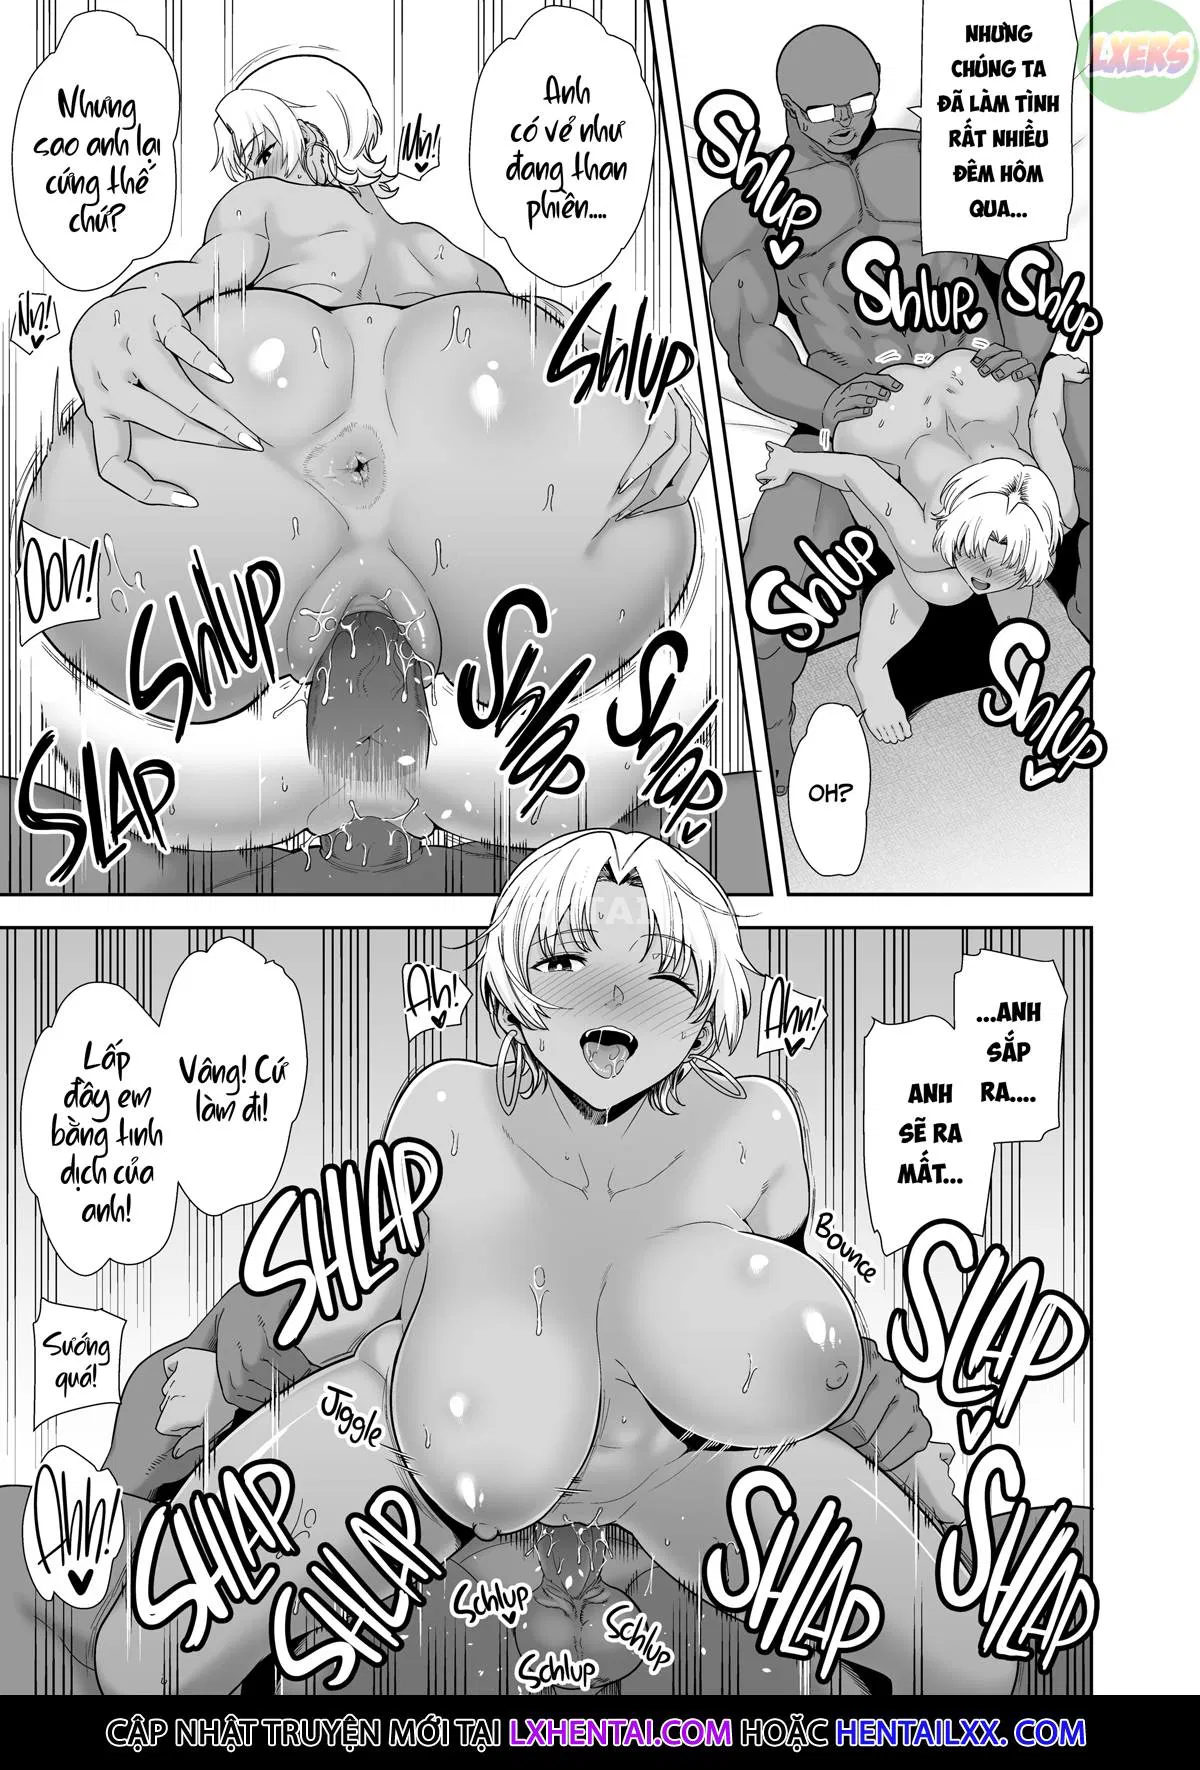 LXERS
NHƯNG
CHÚNG TA
ĐÃ LÀM TÌNH
RẤT NHIỀU
ĐÊM HÔM
QUA...
Shlup
Shlup
Shlup
Shlup
Shlup
OH?
Anh
có vẻ như
đang than
phiền....
Nhưng
sao anh lại
cứng thế
chứ?
Mn!
Nn!
Shlup
Ooh!
Shlup
Shlop
Shlop
SLAP
...ANH
SẮP
RA....
ANH
SẼ RA
MẤT...
Ah!
Ahn!
Vâng! Cứ
làm đi!
Lấp
đầy em
bằng tinh
dịch của
anh!
SHLAP
Bounce
SLAP
Sướng
quá!
Jiggle
Ahh!
SHLAP
SHLAP
SHLAP
SHLAP
Schlup
Schlup
Schlup
CẬP NHẬT TRUYỆN MỚI TẠI LXHENTAI.COM HOẶC HENTAILXX. COM